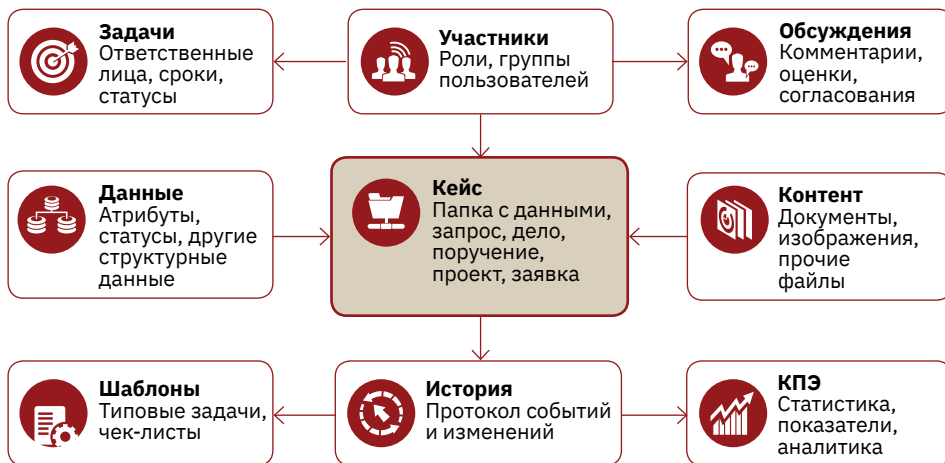 Задачи
Ответственные
лица, сроки,
статусы
Участники
Роли, группы
пользователей
Обсуждения
Комментарии,
оценки,
согласования
Данные
Атрибуты,
статусы, другие
структурные
данные
Кейс
Папка с данными,
запрос, дело,
поручение,
проект, заявка
Контент
Документы,
изображения,
прочие
файлы
Шаблоны
Типовые задачи,
чек-листы
История
Протокол событий
и изменений
КПЭ
Статистика,
показатели,
аналитика